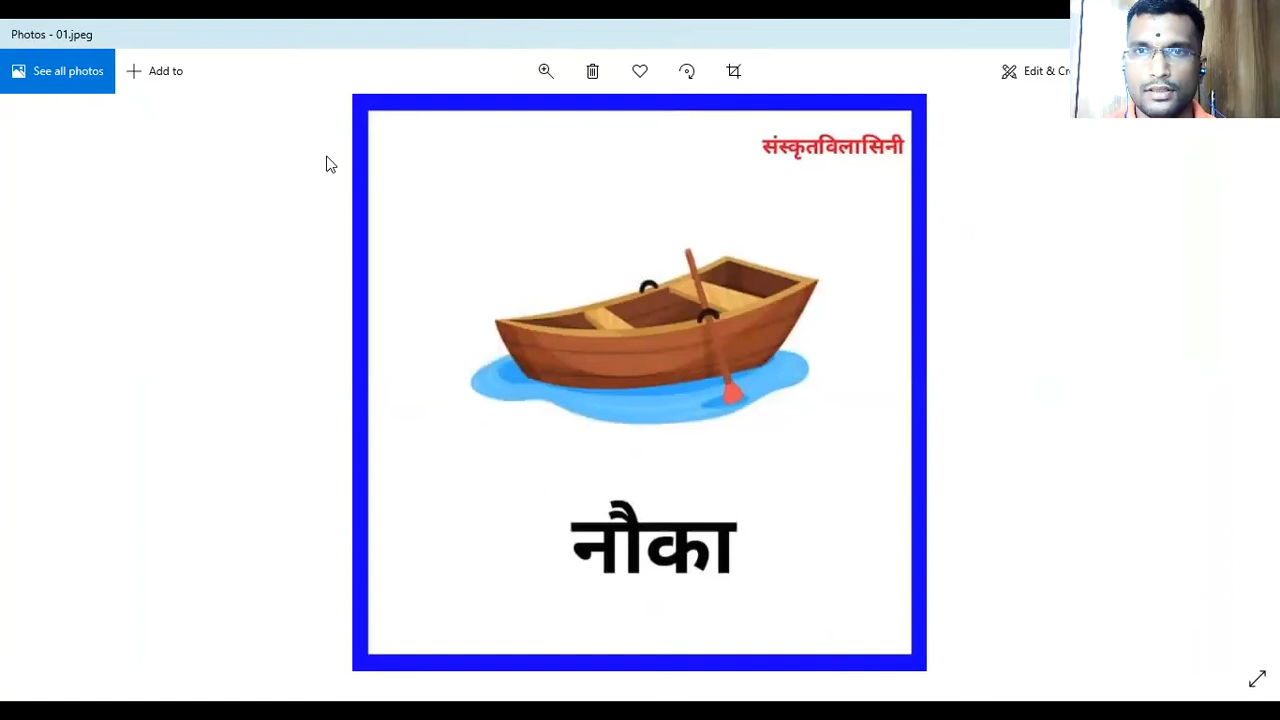 Photos - 01.jpeg
See all photos
Add to
Edit & Cr
संस्कृतविलासिनी
नौका